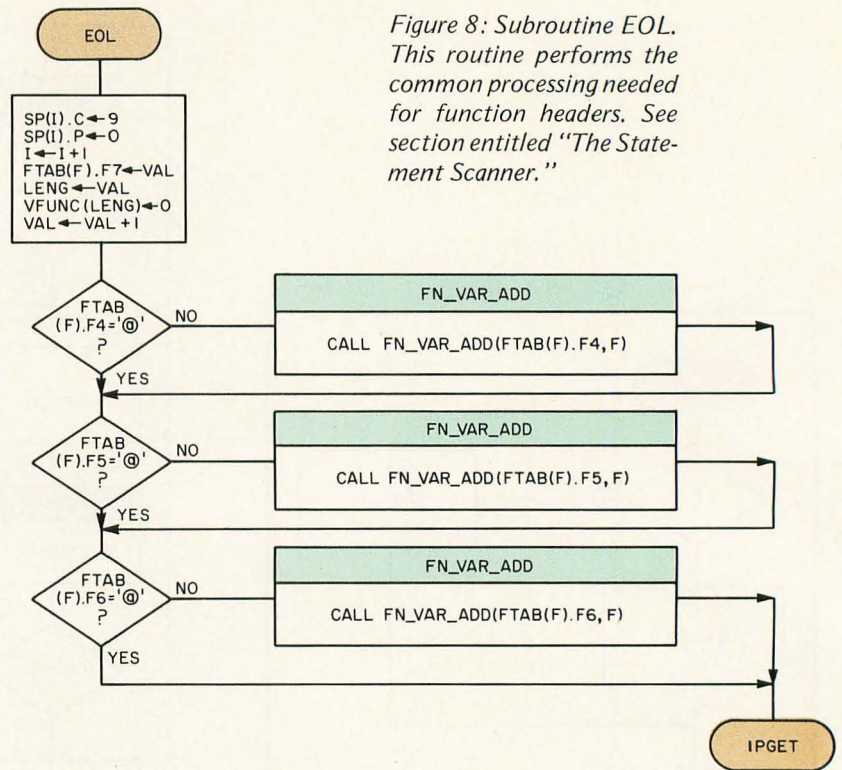 EOL
Figure 8: Subroutine EOL.
This routine performs the
common processing needed
for function headers. See
section entitled "The State-
ment Scanner."
SP(I).C←9
SP(I).P←0
I←I+1
FTAB(F).F7←VAL
LENG←VAL
VFUNC(LENG)←0
VAL←VAL+1
FTAB
(F).F4='@'
?
NO
YES
FN_VAR_ADD
CALL FN_VAR_ADD(FTAB(F).F4,F)
FTAB
(F).F5='@'
?
NO
YES
FN_VAR_ADD
CALL FN_VAR_ADD(FTAB(F).F5,F)
FTAB
(F).F6='@'
?
NO
YES
FN_VAR_ADD
CALL FN_VAR_ADD(FTAB(F).F6,F)
IPGET